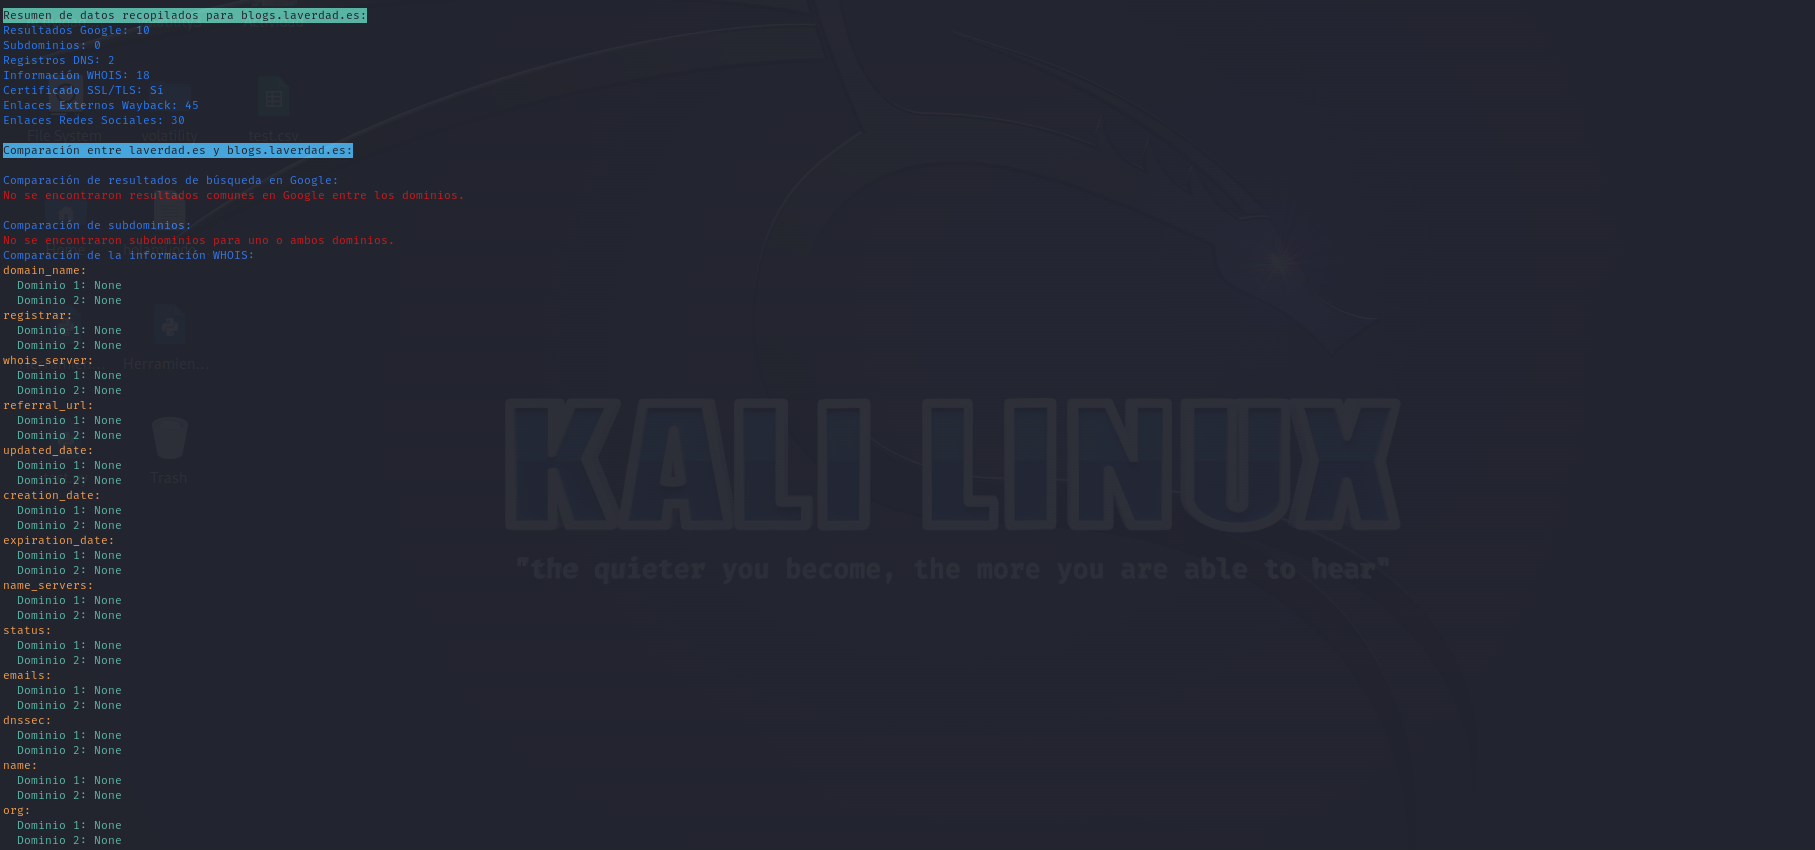 Resumen de datos recopilados para blogs.laverdad.es:
Resultados Google: 10
Subdominios: 0
Registros DNS: 2
Información WHOIS: 18
Certificado SSL/TLS: Sí
Enlaces Externos Wayback: 45
Enlaces Redes Sociales: 30
File System
volatility
test.csv
Comparación entre laverdad.es y blogs.laverdad.es:
Comparación de resultados de búsqueda en Google:
No se encontraron resultados comunes en Google entre los dominios.
Comparación de subdominios:
No se encontraron subdominios para uno o ambos dominios.
Comparación de la información WHOIS:
domain_name:
Dominio 1: None
Dominio 2: None
registrar:
Dominio 1: None
Dominio 2: None
whois_server:
Herramien...
Dominio 1: None
Dominio 2: None
referral_url:
Dominio 1: None
Dominio 2: None
updated_date:
Dominio 1: None
Dominio 2: None
Trash
creation_date:
Dominio 1: None
Dominio 2: None
expiration_date:
Dominio 1: None
Dominio 2: None
name_servers:
Dominio 1: None
Dominio 2: None
status:
Dominio 1: None
Dominio 2: None
emails:
Dominio 1: None
Dominio 2: None
dnssec:
Dominio 1: None
Dominio 2: None
name:
Dominio 1: None
Dominio 2: None
org:
Dominio 1: None
Dominio 2: None
KALI LINUX
"the quieter you become, the more you are able to hear"